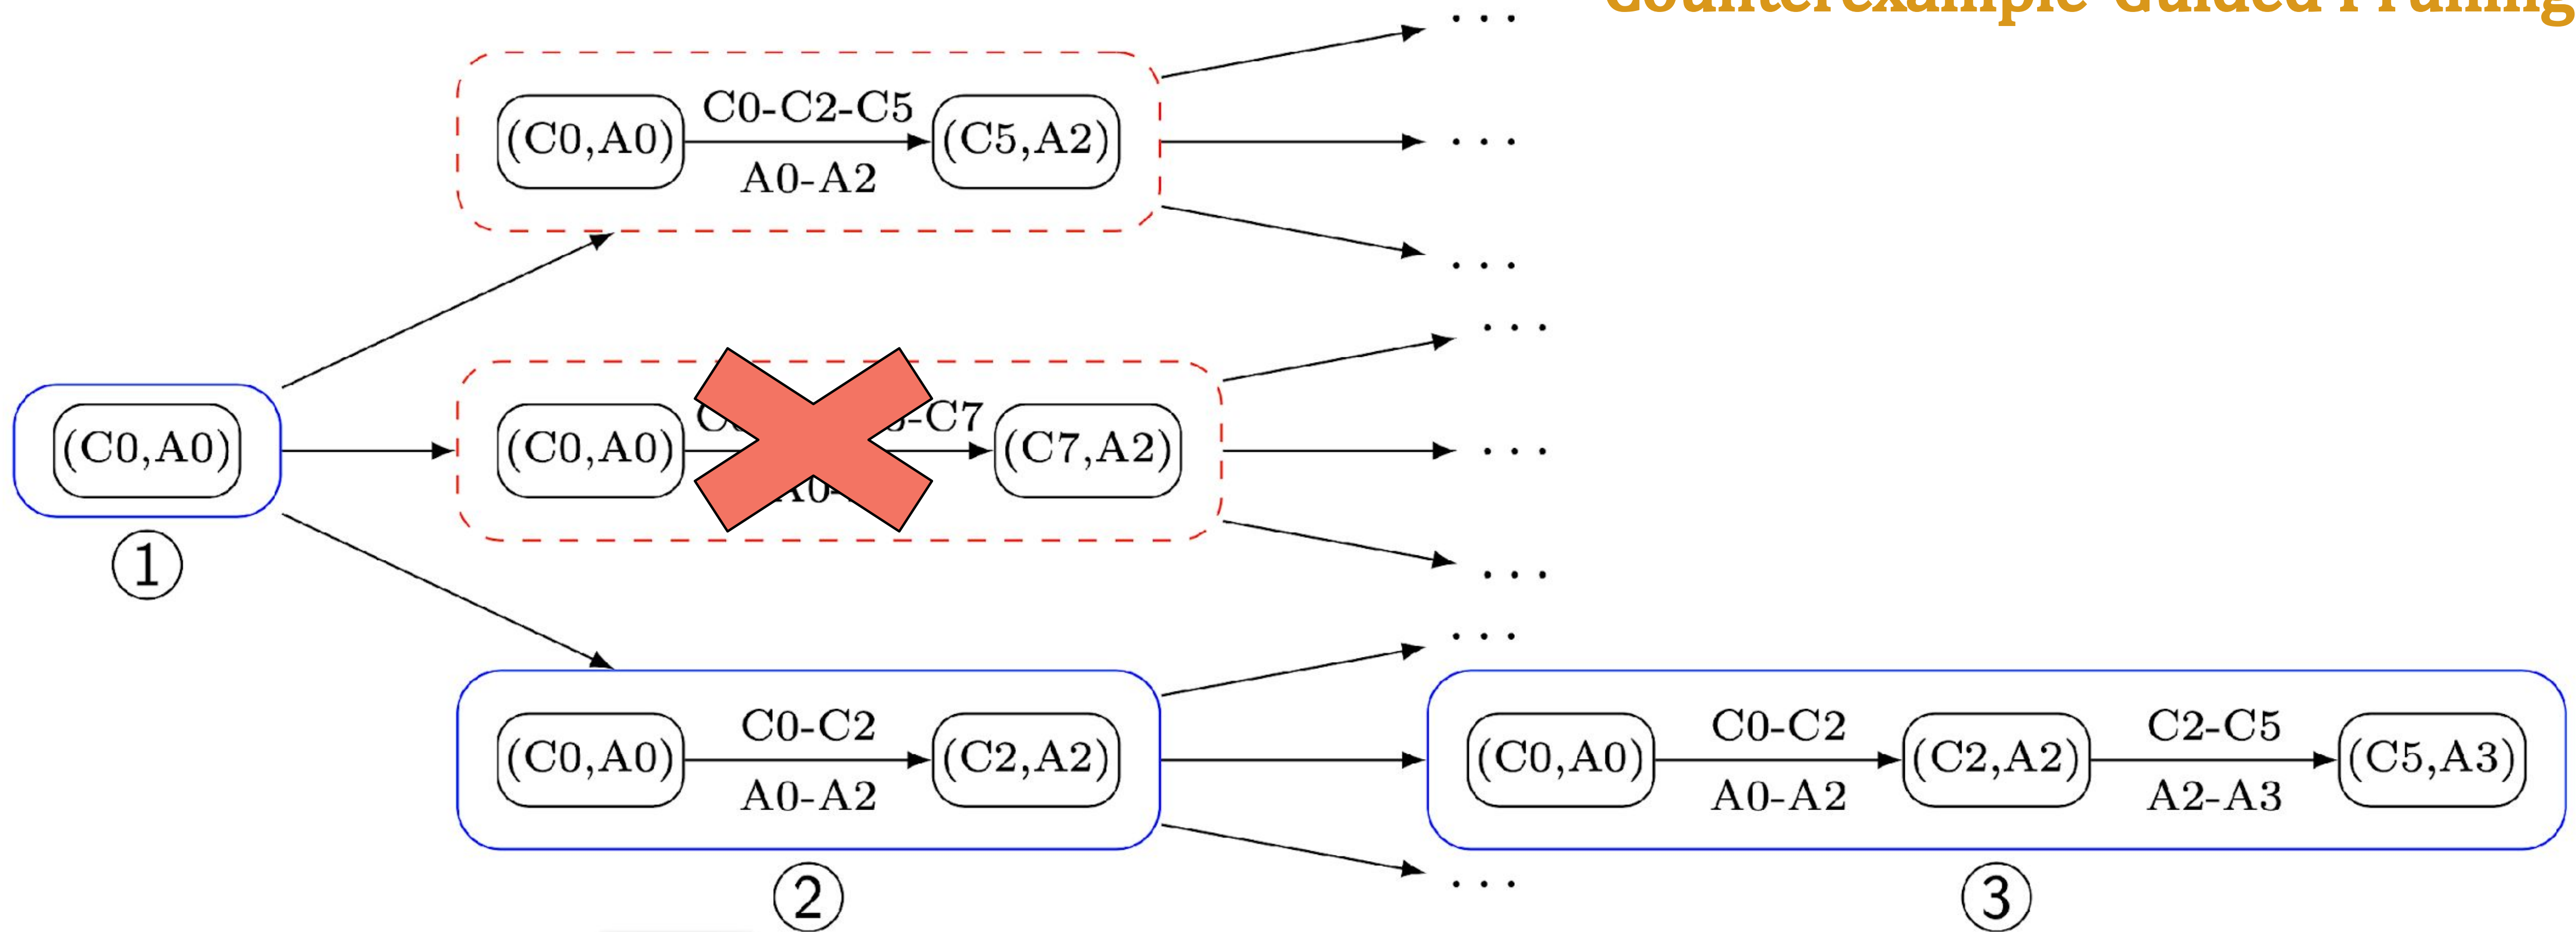 Counterexample-Guided Pruning
...
C0-C2-C5
(C0,A0) (C5,A2) ...
A0-A2
...
...
-C7
(C0,A0) (C0,A0) (C7,A2) ...
A0-
1
...
...
C0-C2 C0-C2 C2-C5
(C0,A0) (C2,A2) (C0,A0) (C2,A2) (C5,A3)
A0-A2 A0-A2 A2-A3
...
2 3